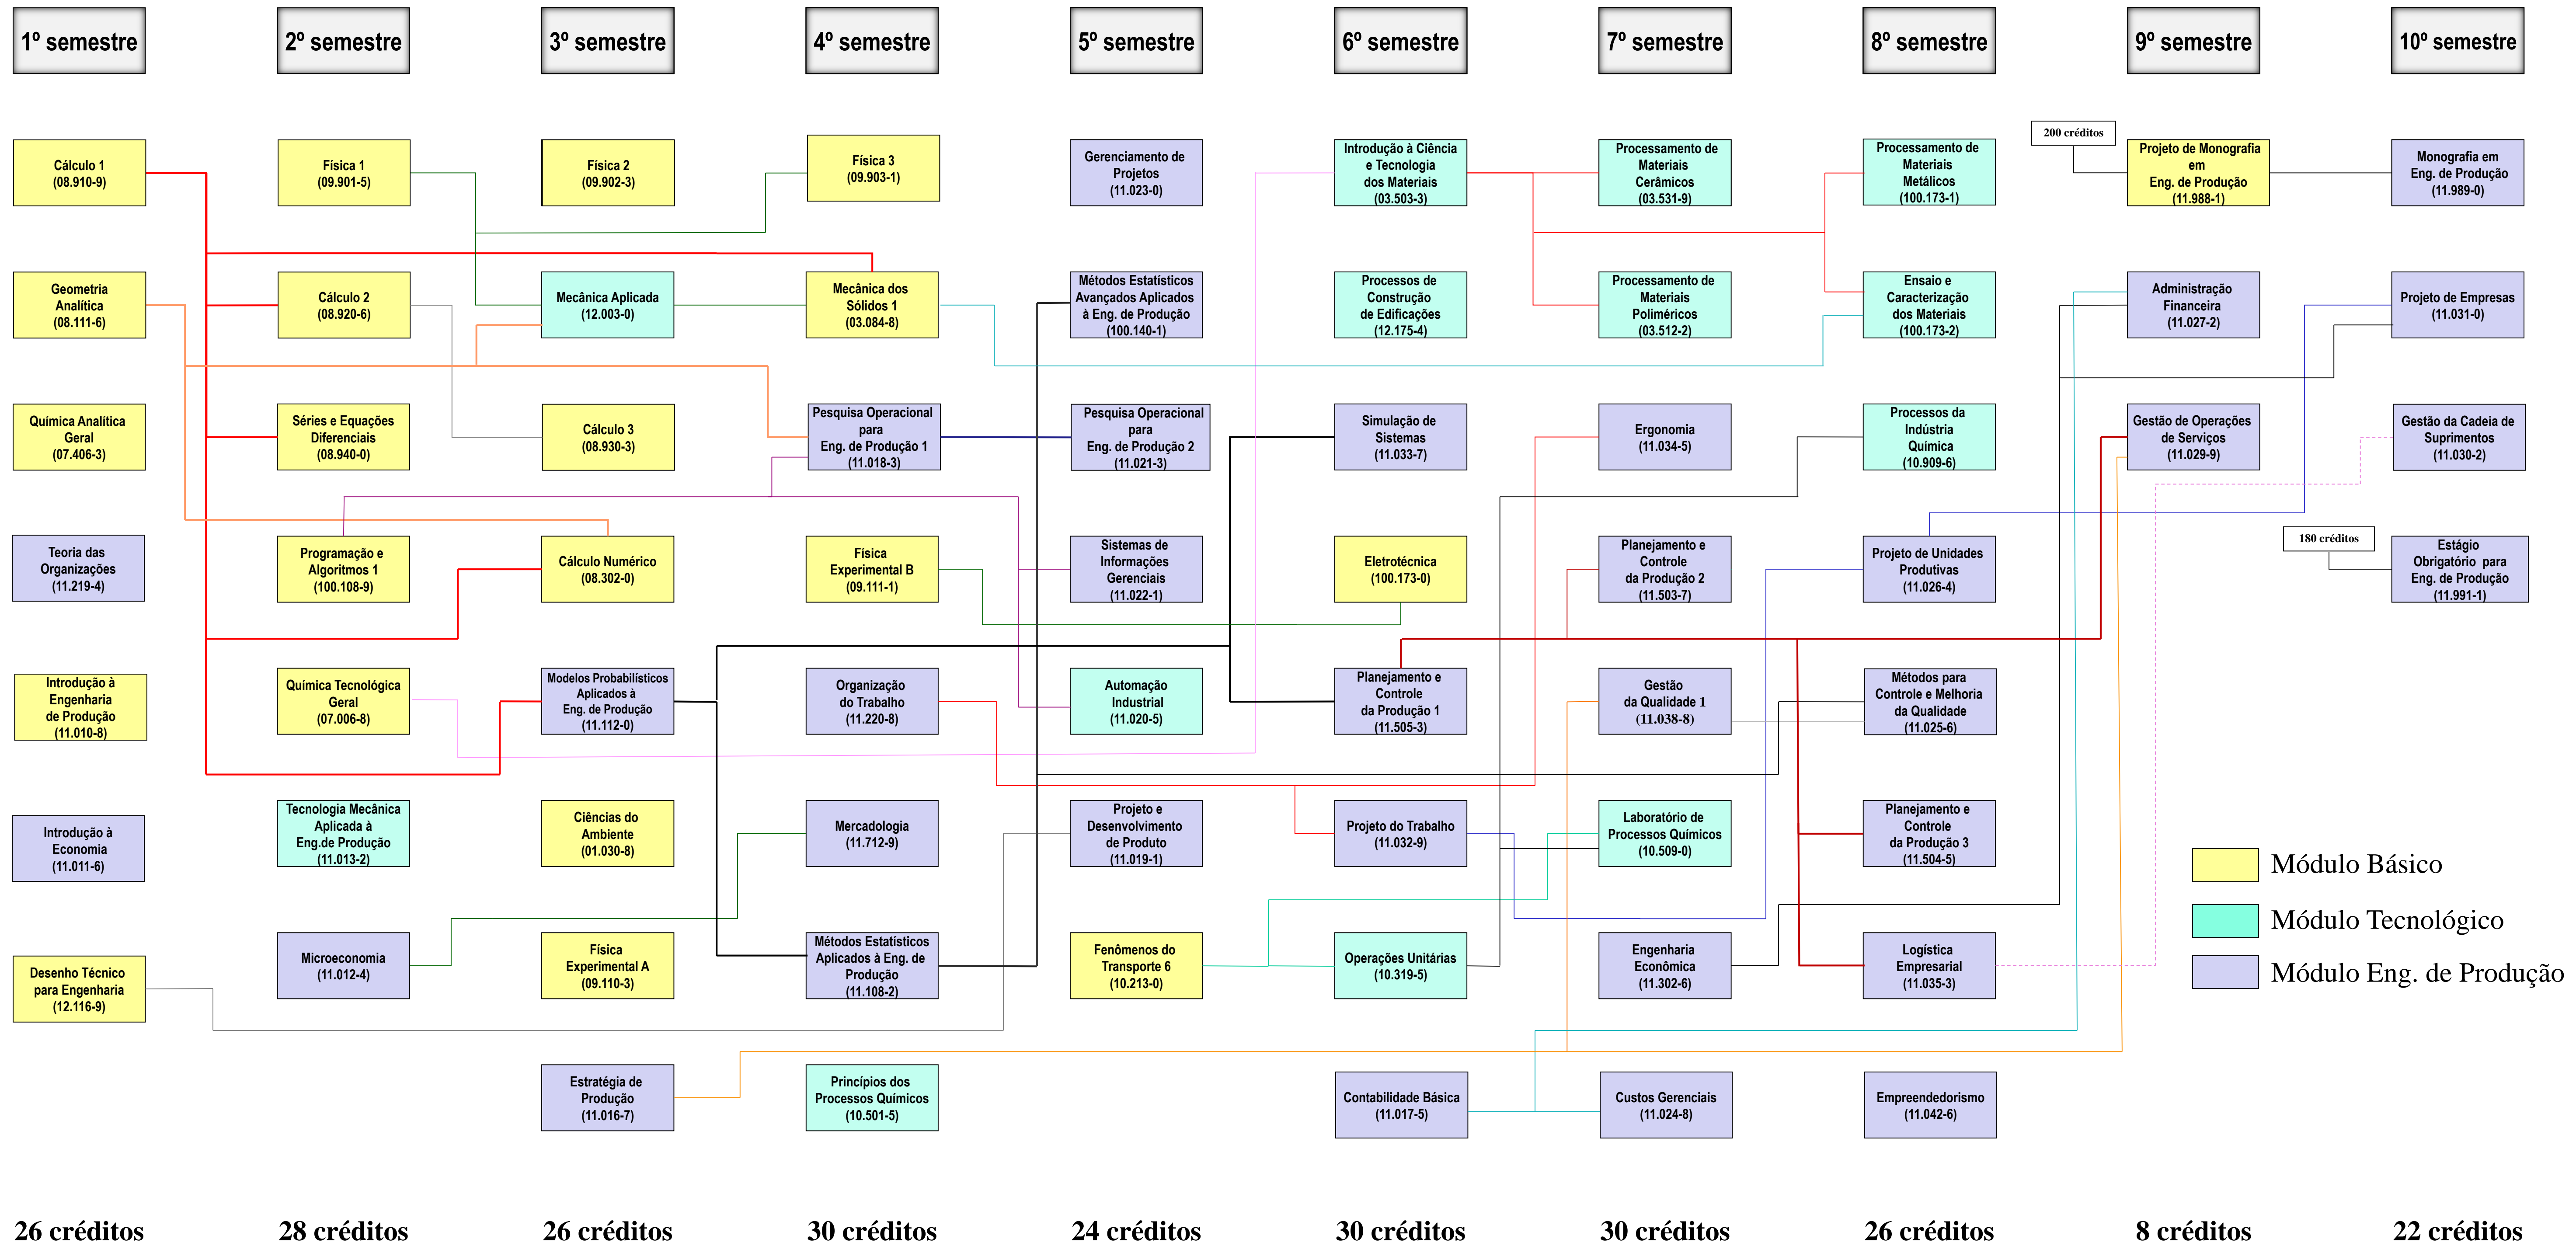 1º semestre
2º semestre
3º semestre
4º semestre
5º semestre
6º semestre
7º semestre
8º semestre
9º semestre
10º semestre
Cálculo 1
(08.910-9)
Geometria
Analítica
(08.111-6)
Química Analítica
Geral
(07.406-3)
Teoria das
Organizações
(11.219-4)
Introdução à
Engenharia
de Produção
(11.010-8)
Introdução à
Economia
(11.011-6)
Desenho Técnico
para Engenharia
(12.116-9)
Física 1
(09.901-5)
Cálculo 2
(08.920-6)
Séries e Equações
Diferenciais
(08.940-0)
Programação e
Algoritmos 1
(100.108-9)
Química Tecnológica
Geral
(07.006-8)
Tecnologia Mecânica
Aplicada à
Eng.de Produção
(11.013-2)
Microeconomia
(11.012-4)
Física 2
(09.902-3)
Mecânica Aplicada
(12.003-0)
Cálculo 3
(08.930-3)
Cálculo Numérico
(08.302-0)
Modelos Probabilísticos
Aplicados à
Eng. de Produção
(11.112-0)
Ciências do
Ambiente
(01.030-8)
Física
Experimental A
(09.110-3)
Estratégia de
Produção
(11.016-7)
Física 3
(09.903-1)
Mecânica dos
Sólidos 1
(03.084-8)
Pesquisa Operacional
para
Eng. de Produção 1
(11.018-3)
Física
Experimental B
(09.111-1)
Organização
do Trabalho
(11.220-8)
Mercadologia
(11.712-9)
Métodos Estatísticos
Aplicados à Eng. de
Produção
(11.108-2)
Princípios dos
Processos Químicos
(10.501-5)
Gerenciamento de
Projetos
(11.023-0)
Métodos Estatísticos
Avançados Aplicados
à Eng. de Produção
(100.140-1)
Pesquisa Operacional
para
Eng. de Produção 2
(11.021-3)
Sistemas de
Informações
Gerenciais
(11.022-1)
Automação
Industrial
(11.020-5)
Projeto e
Desenvolvimento
de Produto
(11.019-1)
Fenômenos do
Transporte 6
(10.213-0)
Introdução à Ciência
e Tecnologia
dos Materiais
(03.503-3)
Processos de
Construção
de Edificações
(12.175-4)
Simulação de
Sistemas
(11.033-7)
Eletrotécnica
(100.173-0)
Planejamento e
Controle
da Produção 1
(11.505-3)
Projeto do Trabalho
(11.032-9)
Operações Unitárias
(10.319-5)
Contabilidade Básica
(11.017-5)
Processamento de
Materiais
Cerâmicos
(03.531-9)
Processamento de
Materiais
Poliméricos
(03.512-2)
Ergonomia
(11.034-5)
Planejamento e
Controle
da Produção 2
(11.503-7)
Gestão
da Qualidade 1
(11.038-8)
Laboratório de
Processos Químicos
(10.509-0)
Engenharia
Econômica
(11.302-6)
Custos Gerenciais
(11.024-8)
Processamento de
Materiais
Metálicos
(100.173-1)
Ensaio e
Caracterização
dos Materiais
(100.173-2)
Processos da
Indústria
Química
(10.909-6)
Projeto de Unidades
Produtivas
(11.026-4)
Métodos para
Controle e Melhoria
da Qualidade
(11.025-6)
Planejamento e
Controle
da Produção 3
(11.504-5)
Logística
Empresarial
(11.035-3)
Empreendedorismo
(11.042-6)
200 créditos
Projeto de Monografia
em
Eng. de Produção
(11.988-1)
Administração
Financeira
(11.027-2)
Gestão de Operações
de Serviços
(11.029-9)
Monografia em
Eng. de Produção
(11.989-0)
Projeto de Empresas
(11.031-0)
Gestão da Cadeia de
Suprimentos
(11.030-2)
180 créditos
Estágio
Obrigatório para
Eng. de Produção
(11.991-1)
Módulo Básico
Módulo Tecnológico
Módulo Eng. de Produção
26 créditos
28 créditos
26 créditos
30 créditos
24 créditos
30 créditos
30 créditos
26 créditos
8 créditos
22 créditos